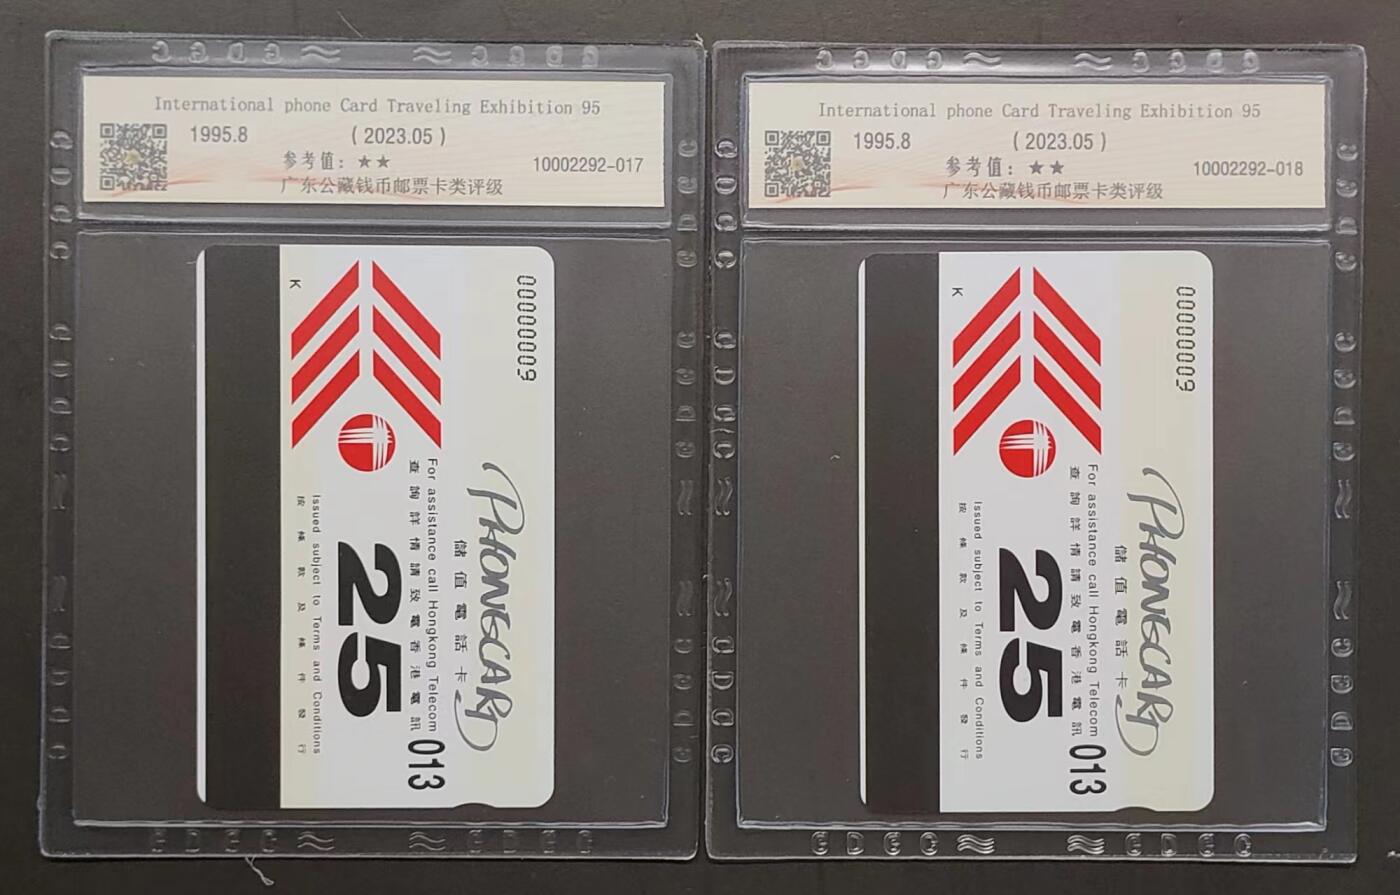 International phone Card Traveling Exhibition 95
1995.8
( 2023.05 )
参考值: ★★
10002292-017
广东公藏钱币邮票卡类评级
00000009
PHONECARD
儲值電話卡
For assistance call Hongkong Telecom
查詢詳情請致電香港電訊
013
25
Issued subject to Terms and Conditions
按條款及條件發行
K
International phone Card Traveling Exhibition 95
1995.8
( 2023.05 )
参考值: ★★
10002292-018
广东公藏钱币邮票卡类评级
00000009
PHONECARD
儲值電話卡
For assistance call Hongkong Telecom
查詢詳情請致電香港電訊
013
25
Issued subject to Terms and Conditions
按條款及條件發行
K